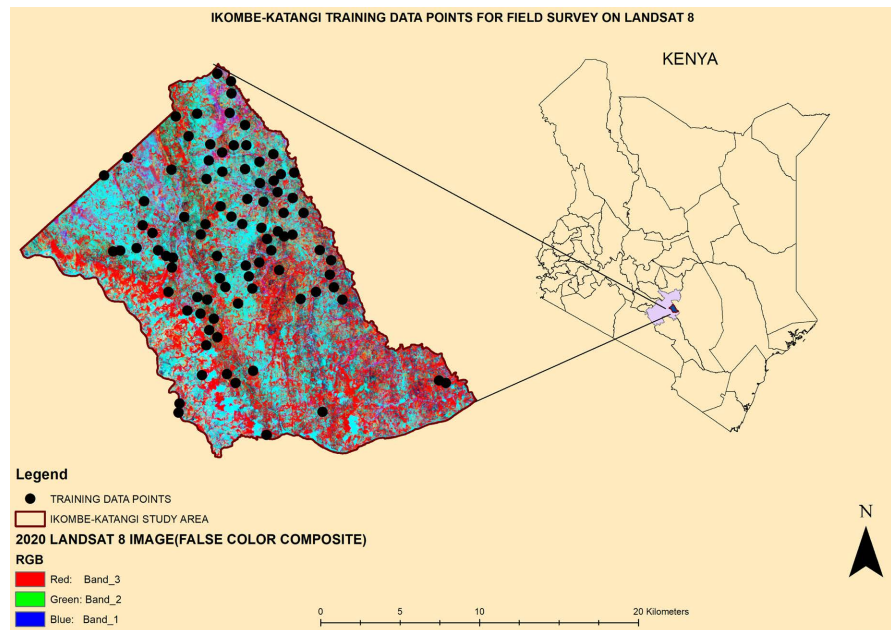 IKOMBE-KATANGI TRAINING DATA POINTS FOR FIELD SURVEY ON LANDSAT 8
KENYA
Legend
TRAINING DATA POINTS
IKOMBE-KATANGI STUDY AREA
2020 LANDSAT 8 IMAGE(FALSE COLOR COMPOSITE)
RGB
Red: Band_3
Green: Band_2
Blue: Band_1
N
0 5 10 20 Kilometers